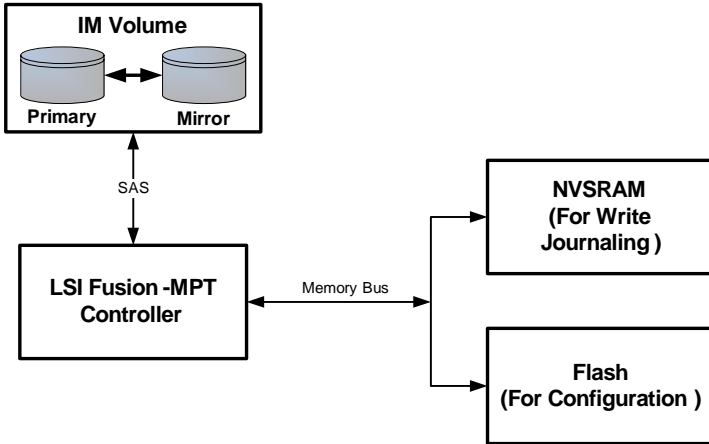 IM Volume
Primary
Mirror
SAS
LSI Fusion -MPT
Controller
Memory Bus
NVSRAM
(For Write
Journaling )
Flash
(For Configuration )